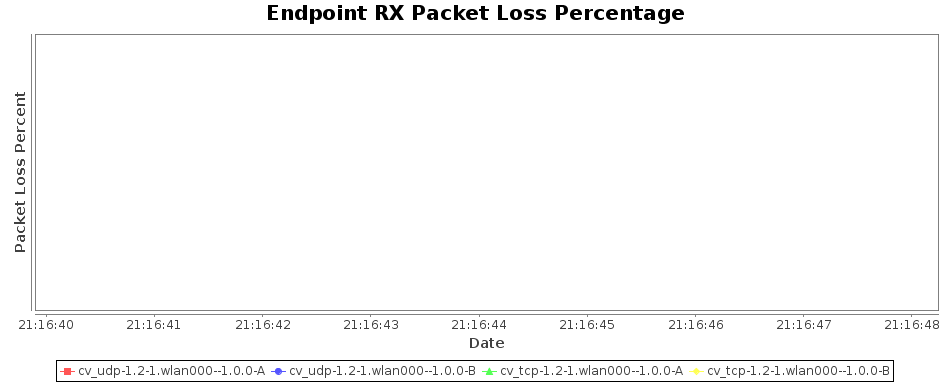 Endpoint RX Packet Loss Percentage
Packet Loss Percent
21:16:40 21:16:41 21:16:42 21:16:43 21:16:44 21:16:45 21:16:46 21:16:47 21:16:48
Date
cv_udp-1.2-1.wlan000--1.0.0-A cv_udp-1.2-1.wlan000--1.0.0-B cv_tcp-1.2-1.wlan000--1.0.0-A cv_tcp-1.2-1.wlan000--1.0.0-B